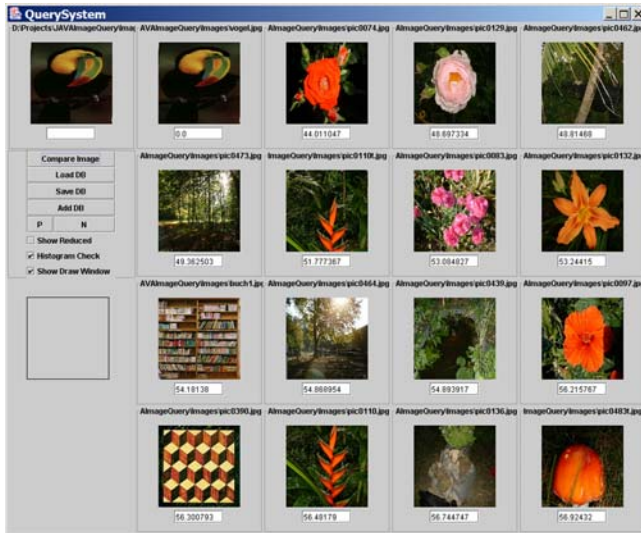 QuerySystem
D:\Projects\JAVAImageQuery\Imag
AVAImageQuery\Images\vogel.jpg
AImageQuery\Images\pic0074.jpg
AImageQuery\Images\pic0129.jpg
AImageQuery\Images\pic0462.jpg
0.0
44.011047
48.697334
48.81468
Compare Image
Load DB
Save DB
Add DB
P N
Show Reduced
Histogram Check
Show Draw Window
AImageQuery\Images\pic0473.jpg
ImageQuery\Images\pic0110t.jpg
AImageQuery\Images\pic0083.jpg
AImageQuery\Images\pic0132.jpg
49.362503
51.777367
53.084827
53.24415
AVAImageQuery\Images\buch1.jpg
AImageQuery\Images\pic0464.jpg
AImageQuery\Images\pic0439.jpg
AImageQuery\Images\pic0097.jpg
54.18138
54.868954
54.893917
56.215767
AImageQuery\Images\pic0390.jpg
AImageQuery\Images\pic0110.jpg
AImageQuery\Images\pic0136.jpg
ImageQuery\Images\pic0483t.jpg
56.300793
56.48179
56.744747
56.92432